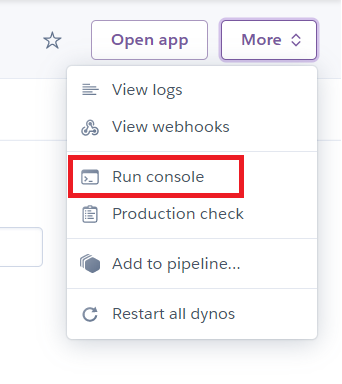 Open app
More
View logs
View webhooks
Run console
Production check
Add to pipeline...
Restart all dynos